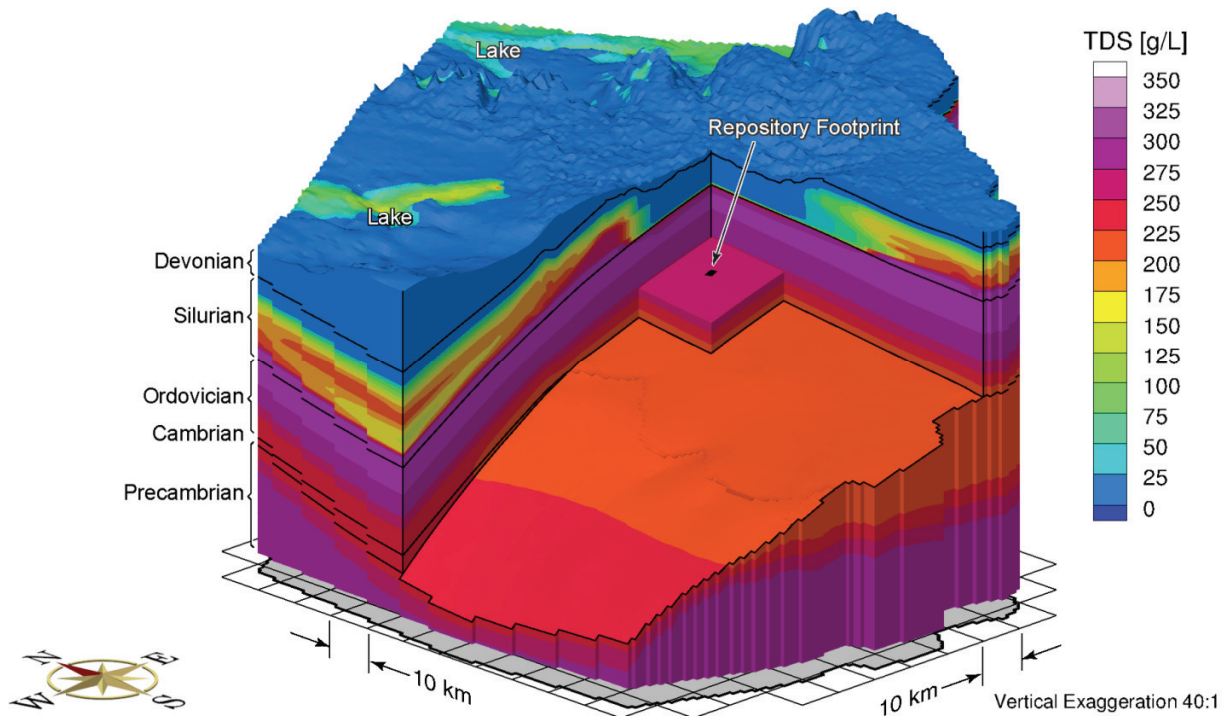 Lake
Repository Footprint
Lake
Devonian
Silurian
Ordovician
Cambrian
Precambrian
TDS [g/L]
350
325
300
275
250
225
200
175
150
125
100
75
50
25
0
N
E
W
S
10 km
10 km
Vertical Exaggeration 40:1